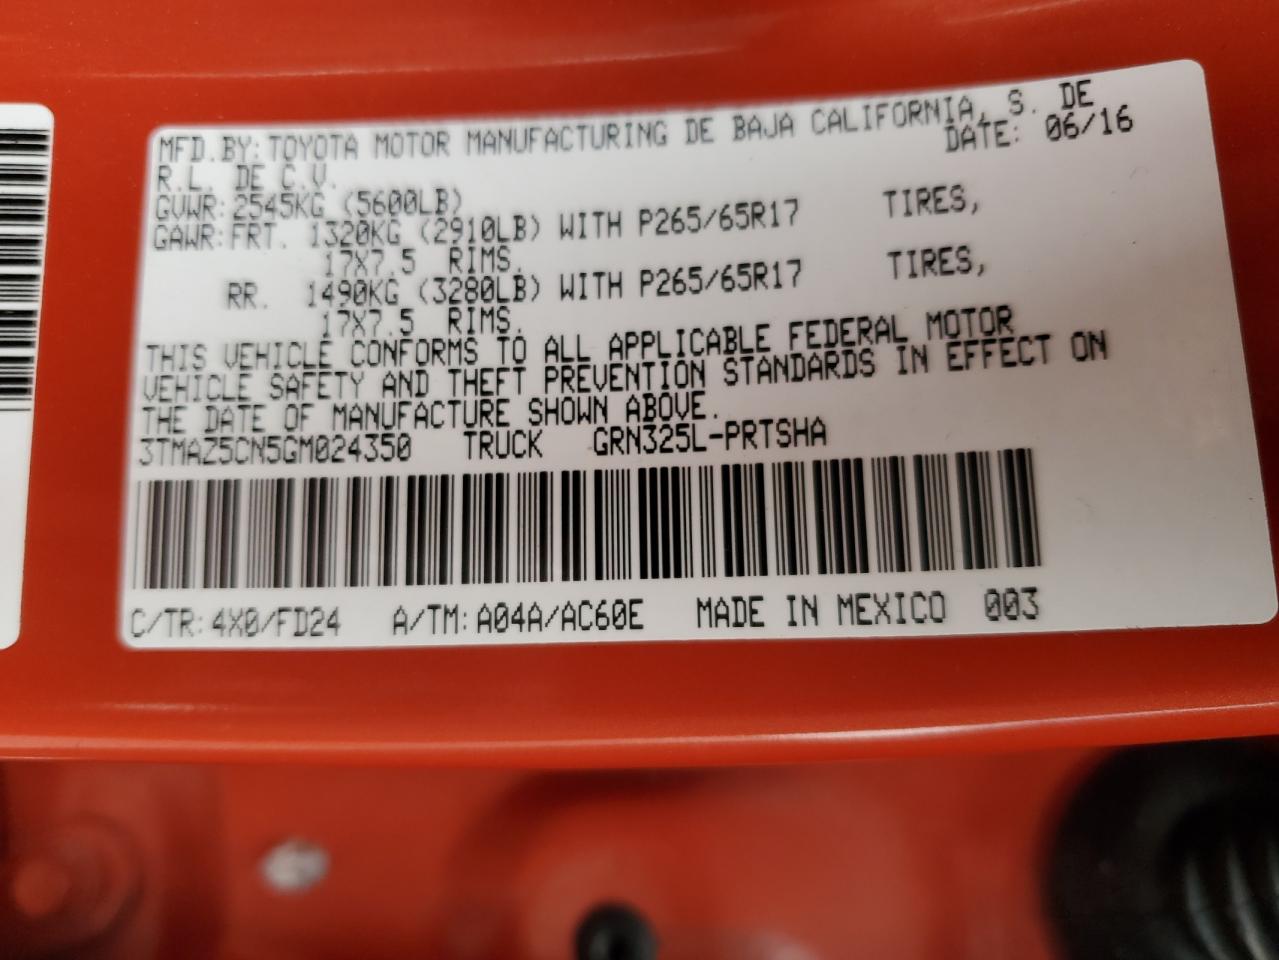 MFD.BY:TOYOTA MOTOR MANUFACTURING DE BAJA CALIFORNIA, S. DE
R.L. DE C.V. DATE: 06/16
GVWR:2545KG (5600LB)
GAWR:FRT. 1320KG (2910LB) WITH P265/65R17 TIRES,
17X7.5 RIMS.
RR. 1490KG (3280LB) WITH P265/65R17 TIRES,
17X7.5 RIMS.
THIS VEHICLE CONFORMS TO ALL APPLICABLE FEDERAL MOTOR
VEHICLE SAFETY AND THEFT PREVENTION STANDARDS IN EFFECT ON
THE DATE OF MANUFACTURE SHOWN ABOVE.
3TMAZ5CN5GM024350 TRUCK GRN325L-PRTSHA
C/TR:4X0/FD24 A/TM:A04A/AC60E MADE IN MEXICO 003